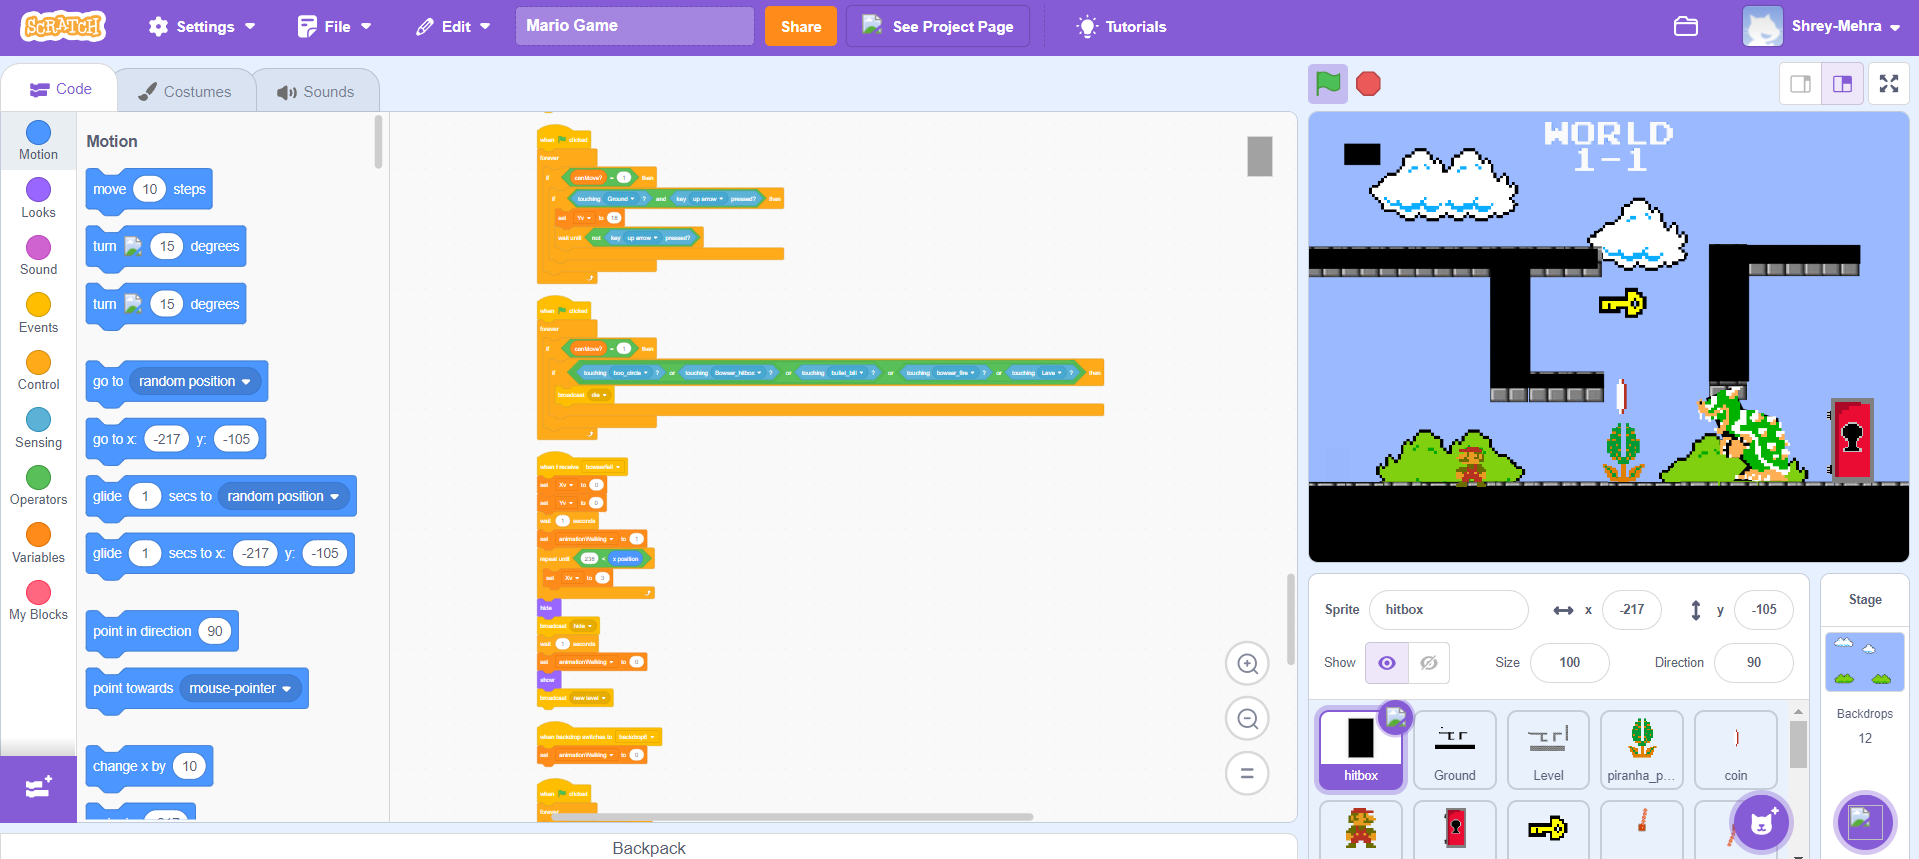 SCRATCH Settings File Edit Mario Game Share See Project Page Tutorials Shrey-Mehra
Code Costumes Sounds
Motion
Looks
Sound
Events
Control
Sensing
Operators
Variables
My Blocks
Motion
move 10 steps
turn 15 degrees
turn 15 degrees
go to random position
go to x: -217 y: -105
glide 1 secs to random position
glide 1 secs to x: -217 y: -105
point in direction 90
point towards mouse-pointer
change x by 10
when clicked
forever
if canMove? = 1 then
if touching Ground ? and key up arrow pressed? then
set Yv to
wait until not key up arrow pressed?
when clicked
forever
if canMove? = 1 then
if touching boo_circle ? or touching Bowser_hitbox ? or touching bullet_bill ? or touching bowser_fire ? or touching Lava ? then
broadcast die
when I receive bowserfall
set Xv to 0
set Yv to 0
wait 1 seconds
set animationWalking to 1
repeat until 238 < x position
set Xv to 3
hide
broadcast hide
wait 1 seconds
set animationWalking to 0
show
broadcast new level
when backdrop switches to
set animationWalking to 0
when clicked
forever
Backpack
WORLD
1-1
Sprite hitbox x -217 y -105
Show Size 100 Direction 90
hitbox
Ground
Level
piranha_p...
coin
Stage
Backdrops
12